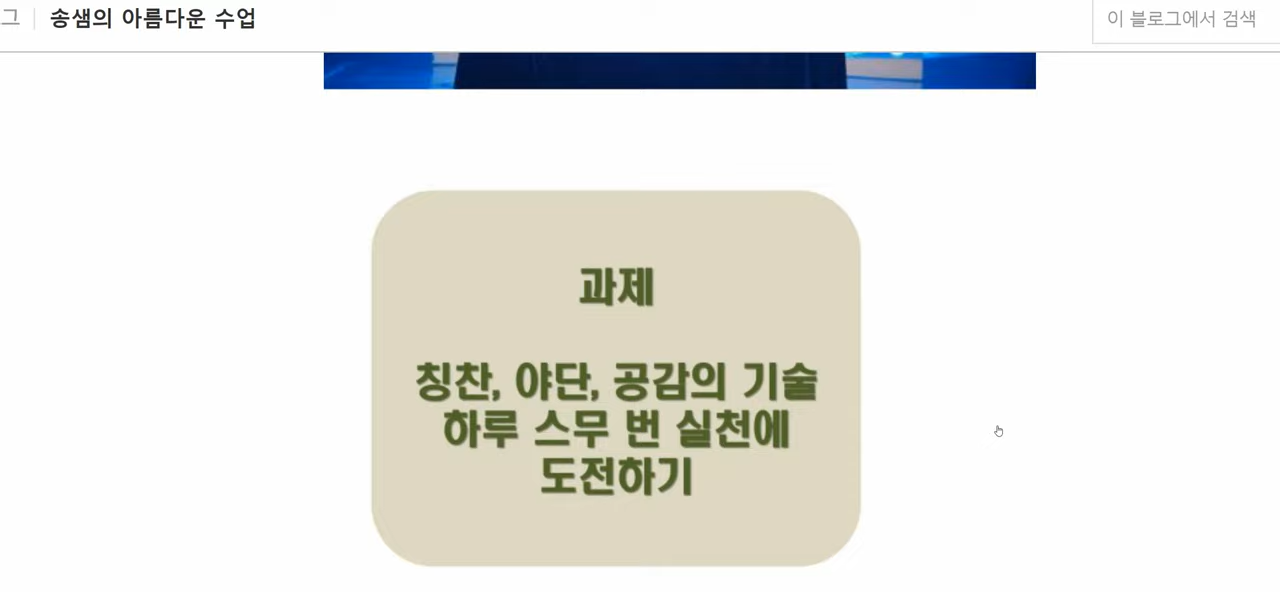 그 | 송샘의 아름다운 수업
이 블로그에서 검색
과제
칭찬, 야단, 공감의 기술
하루 스무 번 실천에
도전하기